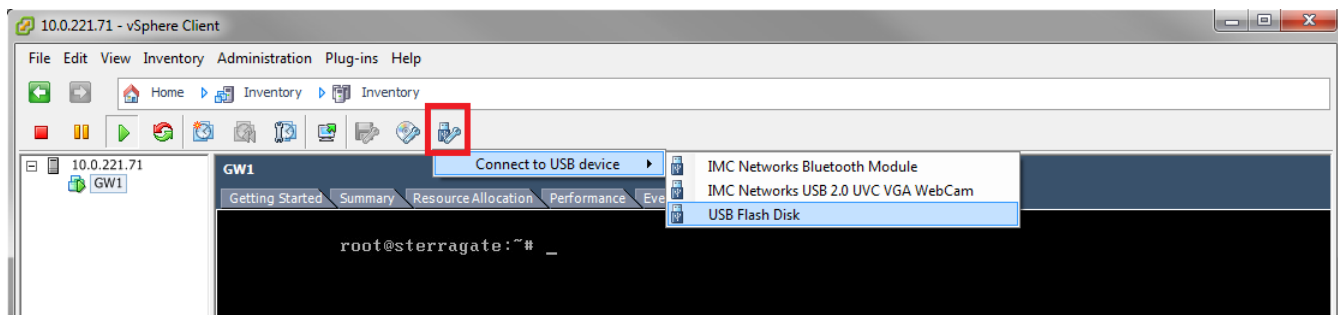 10.0.221.71 - vSphere Client
File Edit View Inventory Administration Plug-ins Help
Home Inventory Inventory
10.0.221.71
GW1
GW1
Connect to USB device
IMC Networks Bluetooth Module
IMC Networks USB 2.0 UVC VGA WebCam
USB Flash Disk
Getting Started Summary Resource Allocation Performance Eve
root@sterragate:~# _